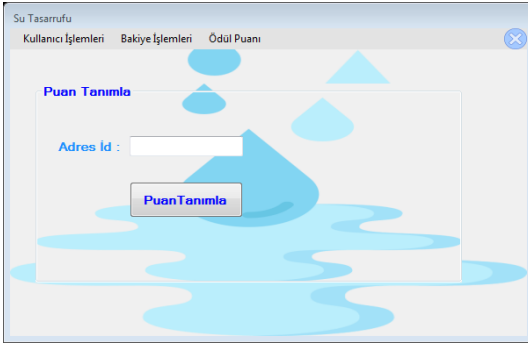 Su Tasarrufu
Kullanıcı İşlemleri Bakiye İşlemleri Ödül Puanı
Puan Tanımla
Adres İd :
PuanTanımla